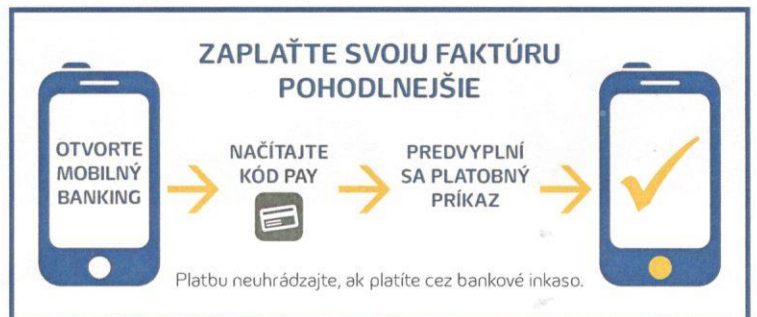 ZAPLAŤTE SVOJU FAKTÚRU
POHODLNEJŠIE
OTVORTE
MOBILNÝ
BANKING
NAČÍTAJTE
KÓD PAY
PREDVYPLNÍ
SA PLATOBNÝ
PRÍKAZ
Platbu neuhrádzajte, ak platíte cez bankové inkaso.